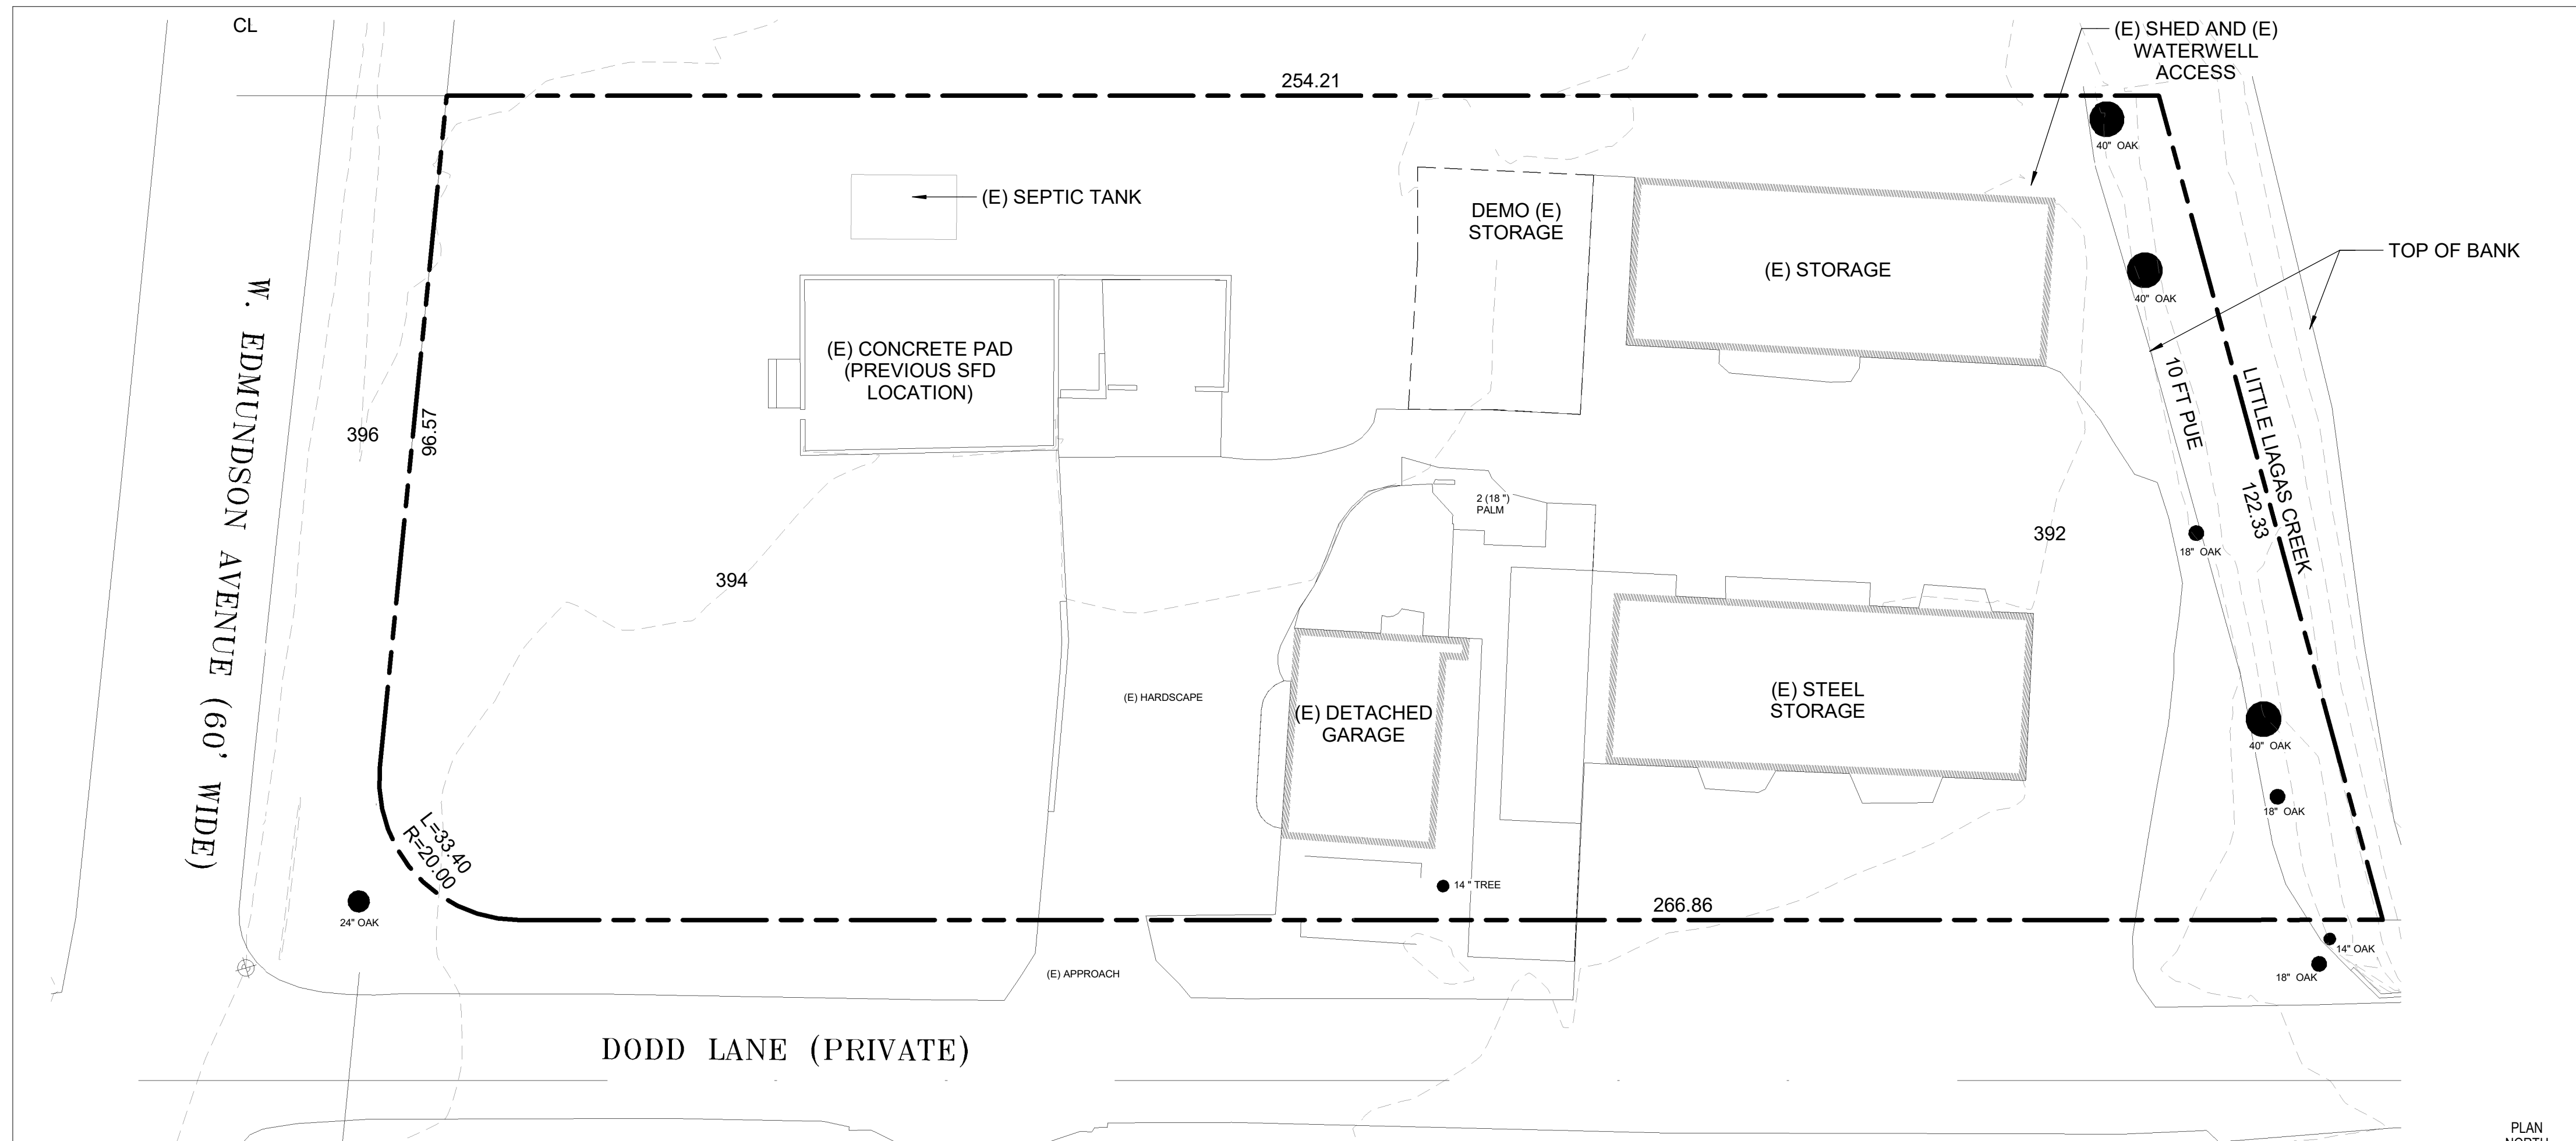 CL
(E) SHED AND (E)
WATERWELL
ACCESS
254.21
40" OAK
(E) SEPTIC TANK
DEMO (E)
STORAGE
(E) STORAGE
TOP OF BANK
40" OAK
(E) CONCRETE PAD
(PREVIOUS SFD
LOCATION)
10 FT PUE
LITTLE LIAGAS CREEK
122.33
W. EDMUNDSON AVENUE (60' WIDE)
396
96.57
2 (18 ")
PALM
392
18" OAK
394
(E) HARDSCAPE
(E) DETACHED
GARAGE
(E) STEEL
STORAGE
40" OAK
18" OAK
L=33.40
R=20.00
14 " TREE
266.86
24" OAK
14" OAK
18" OAK
(E) APPROACH
DODD LANE (PRIVATE)
PLAN
NORTH